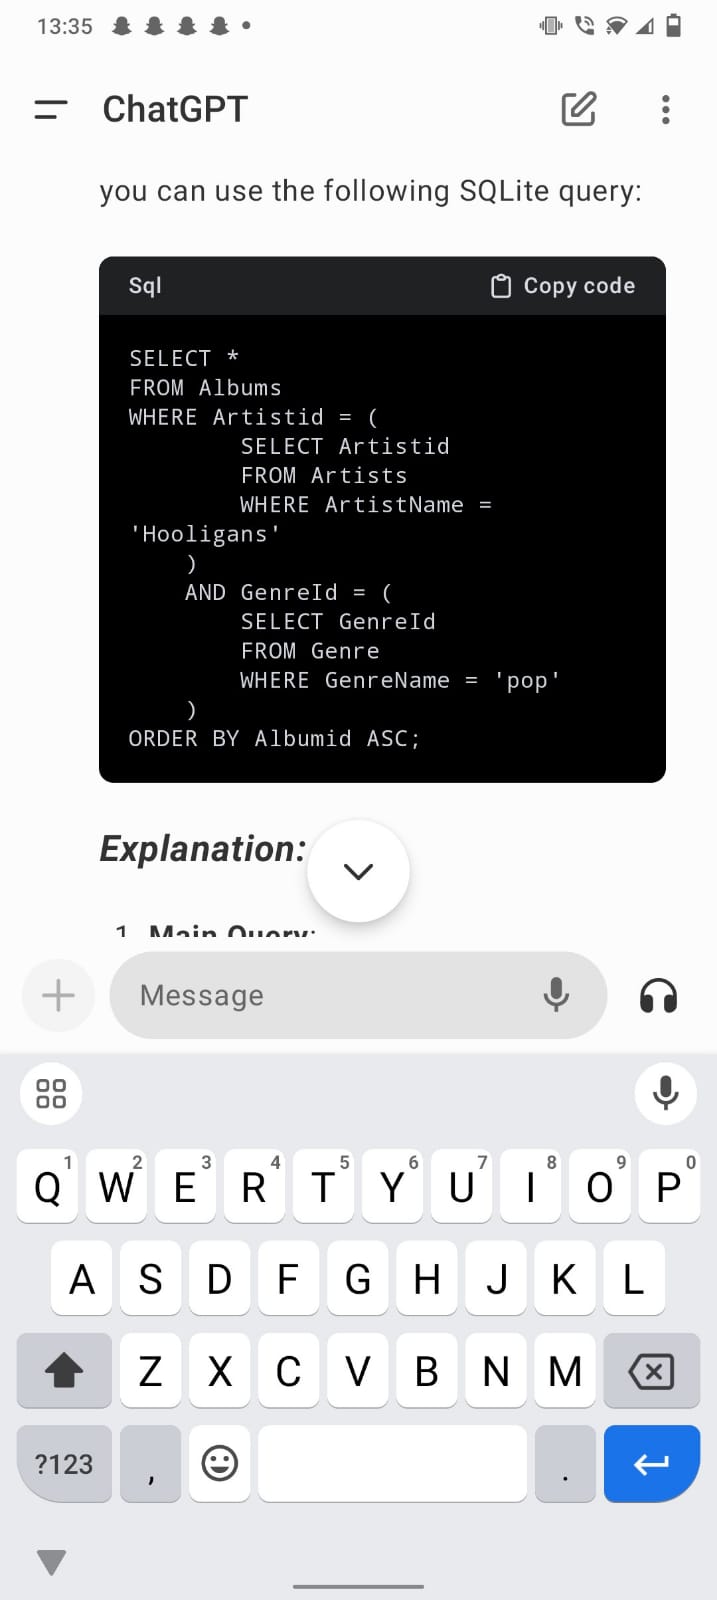 13:35
ChatGPT
you can use the following SQLite query:
Sql Copy code
SELECT *
FROM Albums
WHERE Artistid = (
SELECT Artistid
FROM Artists
WHERE ArtistName =
'Hooligans'
)
AND GenreId = (
SELECT GenreId
FROM Genre
WHERE GenreName = 'pop'
)
ORDER BY Albumid ASC;
Explanation:
1. Main Query:
Message
Q 1 W 2 E 3 R 4 T 5 Y 6 U 7 I 8 O 9 P 0
A S D F G H J K L
Z X C V B N M
?123 , .